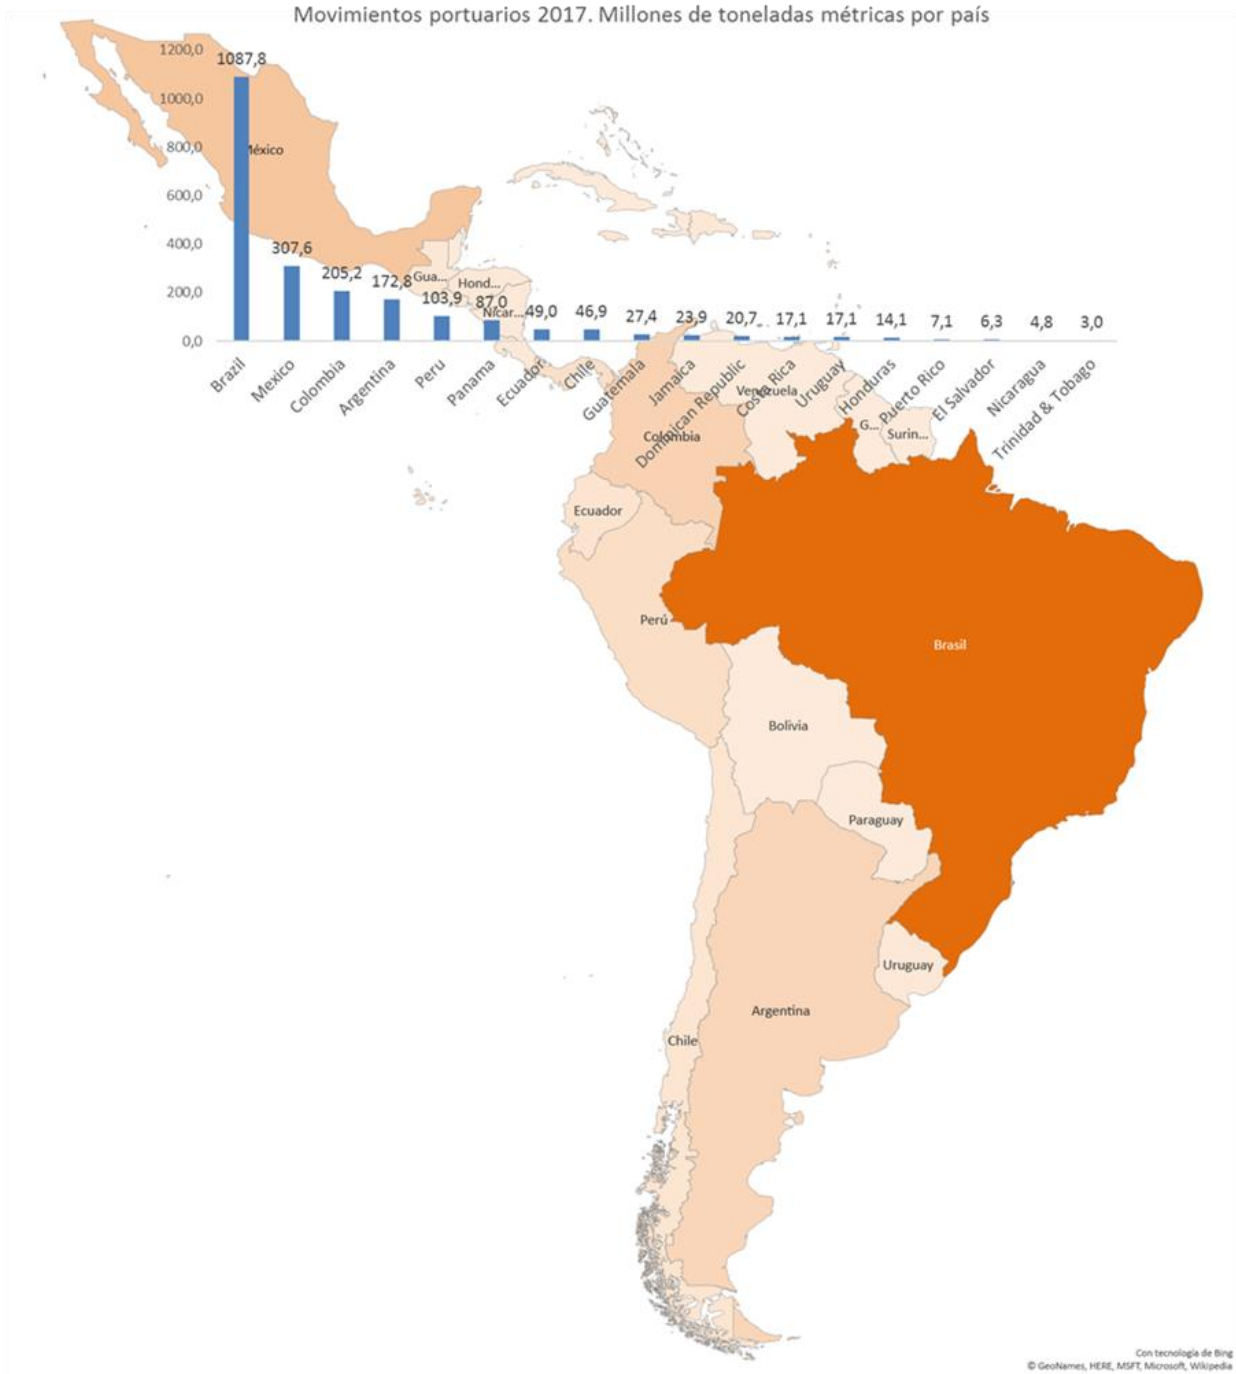 Movimientos portuarios 2017. Millones de toneladas métricas por país
1200,0
1000,0
800,0
600,0
400,0
200,0
0,0
1087,8
307,6
205,2
172,8
103,9
87,0
49,0
46,9
27,4
23,9
20,7
17,1
17,1
14,1
7,1
6,3
4,8
3,0
Brazil
Mexico
Colombia
Argentina
Peru
Panama
Ecuador
Chile
Guatemala
Jamaica
Dominican Republic
Costa Rica
Uruguay
Honduras
Puerto Rico
El Salvador
Nicaragua
Trinidad & Tobago
México
Gua...
Hond...
Nicar...
Venezuela
G...
Surin...
Colombia
Ecuador
Perú
Brasil
Bolivia
Paraguay
Uruguay
Argentina
Chile
Con tecnología de Bing
© GeoNames, HERE, MSFT, Microsoft, Wikipedia